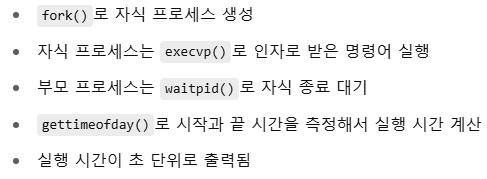 fork()로 자식 프로세스 생성
자식 프로세스는 execvp()로 인자로 받은 명령어 실행
부모 프로세스는 waitpid()로 자식 종료 대기
gettimeofday()로 시작과 끝 시간을 측정해서 실행 시간 계산
실행 시간이 초 단위로 출력됨